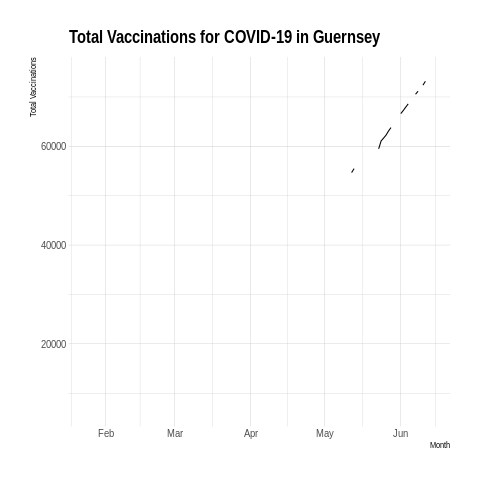 Total Vaccinations for COVID-19 in Guernsey
Total Vaccinations
60000
40000
20000
Feb Mar Apr May Jun
Month